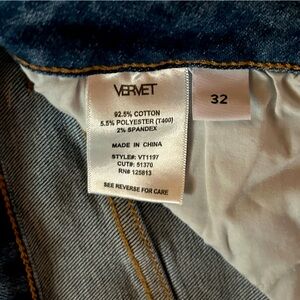 VERVET
92.5% COTTON
5.5% POLYESTER (T400)
2% SPANDEX
MADE IN CHINA
STYLE#: VT1197
CUT#: 51370
RN# 125813
SEE REVERSE FOR CARE
32